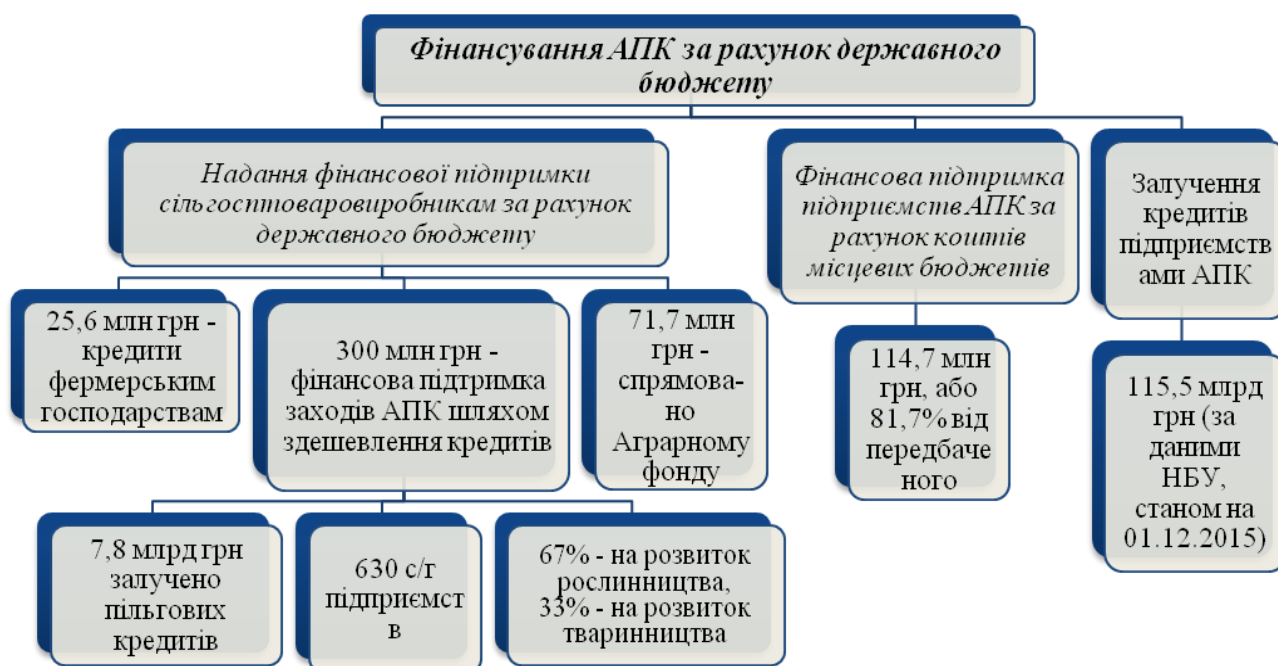 Фінансування АПК за рахунок державного
бюджету
Надання фінансової підтримки
сільгосптоваровиробникам за рахунок
державного бюджету
Фінансова підтримка
підприємств АПК за
рахунок коштів
місцевих бюджетів
Залучення
кредитів
підприємств
ами АПК
25,6 млн грн -
кредити
фермерським
господарствам
300 млн грн -
фінансова підтримка
заходів АПК шляхом
здешевлення кредитів
71,7 млн
грн -
спрямова-
но
Аграрному
фонду
114,7 млн
грн, або
81,7% від
передбаче
ного
115,5 млрд
грн (за
даними
НБУ,
станом на
01.12.2015)
7,8 млрд грн
залучено
пільгових
кредитів
630 с/г
підприємст
в
67% - на розвиток
рослинництва,
33% - на розвиток
тваринництва